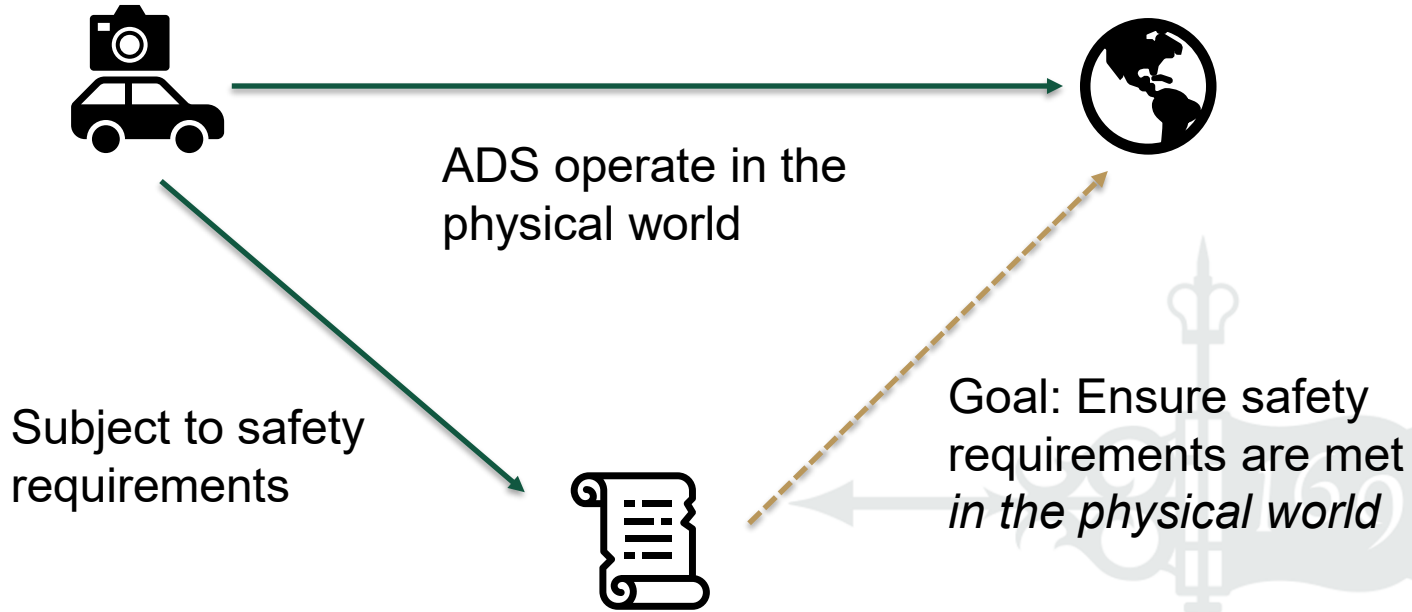 ADS operate in the
physical world
Subject to safety
requirements
Goal: Ensure safety
requirements are met
in the physical world